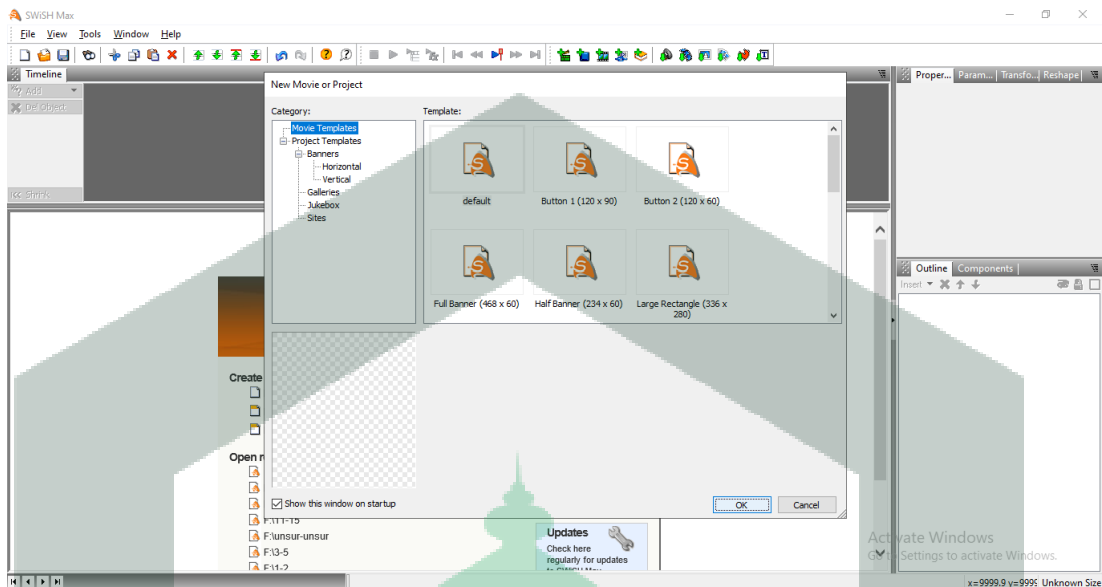 SWiSH Max
File View Tools Window Help
Timeline
Add
Del Object
Shrink
New Movie or Project
Category:
Movie Templates
Project Templates
Banners
Horizontal
Vertical
Galleries
Jukebox
Sites
Template:
default
Button 1 (120 x 90)
Button 2 (120 x 60)
Full Banner (468 x 60)
Half Banner (234 x 60)
Large Rectangle (336 x
280)
Show this window on startup
OK
Cancel
Proper... Param... Transfo... Reshape
Outline Components
Insert
Create
Open
F:\11-15
F:\unsur-unsur
F:\3-5
F:\1-2
Updates
Check here
regularly for updates
to SWiSH Max
Activate Windows
Go to Settings to activate Windows.
x=9999.9 y=999 Unknown Size